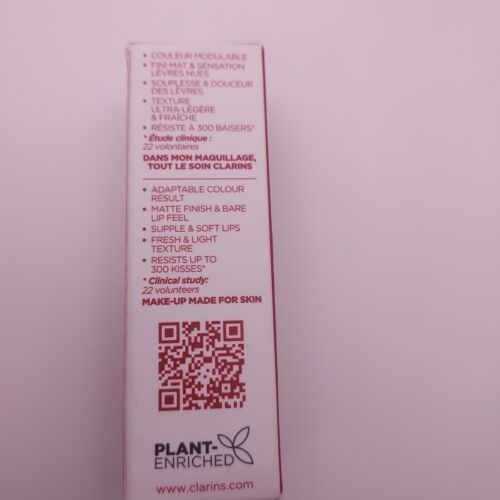 • COULEUR MODULABLE
• FINI MAT & SENSATION
LÈVRES NUES
• SOUPLESSE & DOUCEUR
DES LÈVRES
• TEXTURE
ULTRA-LÉGÈRE
& FRAÎCHE
• RÉSISTE À 300 BAISERS*
* Étude clinique :
22 volontaires
DANS MON MAQUILLAGE,
TOUT LE SOIN CLARINS
• ADAPTABLE COLOUR
RESULT
• MATTE FINISH & BARE
LIP FEEL
• SUPPLE & SOFT LIPS
• FRESH & LIGHT
TEXTURE
• RESISTS UP TO
300 KISSES*
* Clinical study:
22 volunteers
MAKE-UP MADE FOR SKIN
PLANT-
ENRICHED
www.clarins.com